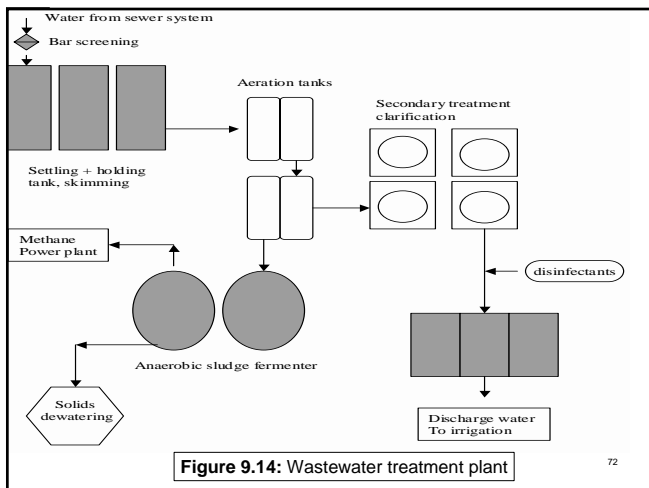 Water from sewer system
Bar screening
Aeration tanks
Secondary treatment
clarification
Settling + holding
tank, skimming
Methane
Power plant
disinfectants
Anaerobic sludge fermenter
Solids
dewatering
Discharge water
To irrigation
Figure 9.14: Wastewater treatment plant
72